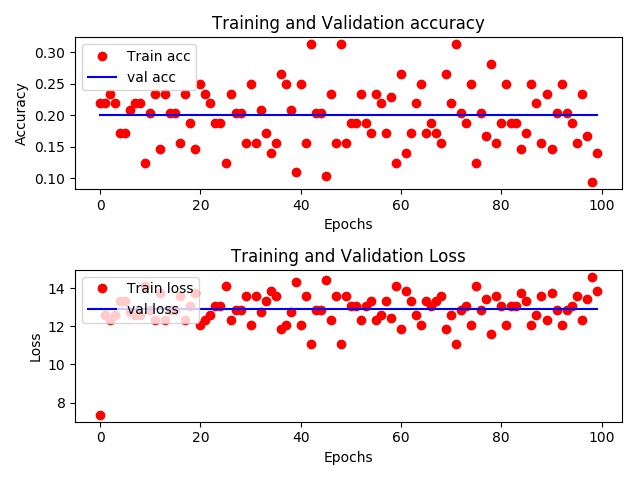 Training and Validation accuracy
Train acc
val acc
0.30
0.25
0.20
0.15
0.10
Accuracy
0 20 40 60 80 100
Epochs
Training and Validation Loss
Train loss
val loss
14
12
10
8
Loss
0 20 40 60 80 100
Epochs